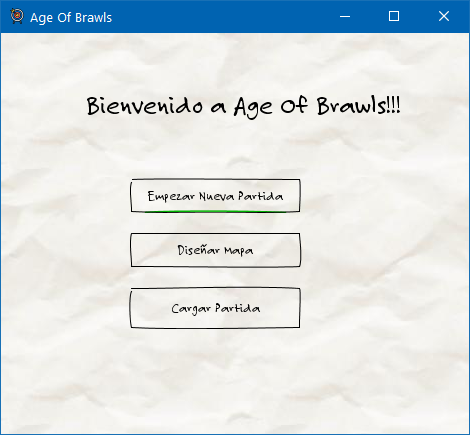 Age Of Brawls
Bienvenido a Age Of Brawls!!!
Empezar Nueva Partida
Diseñar Mapa
Cargar Partida